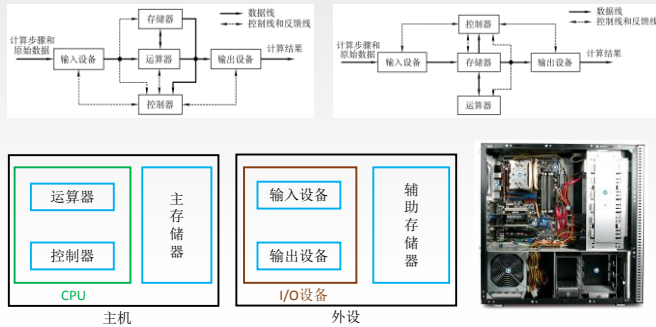 存储器
数据线
控制线和反馈线
计算步骤和
原始数据
输入设备
运算器
输出设备
计算结果
控制器
控制器
数据线
控制线和反馈线
计算步骤和
原始数据
输入设备
存储器
输出设备
计算结果
运算器
运算器
控制器
CPU
主存储器
主机
输入设备
输出设备
I/O设备
辅助存储器
外设